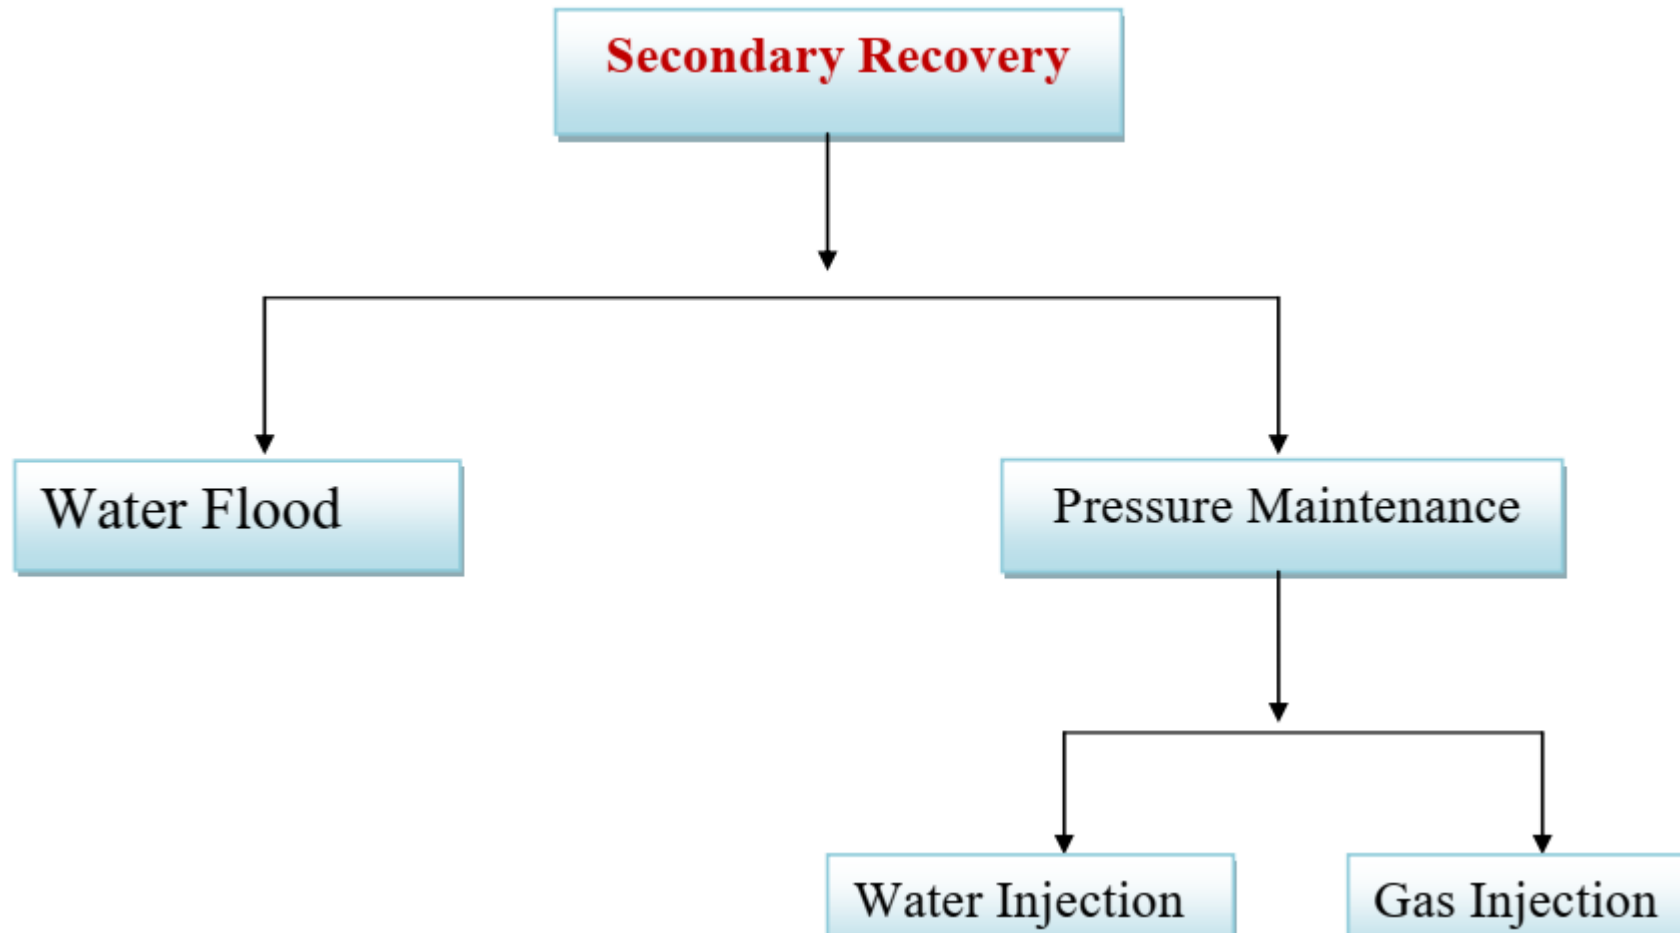 Secondary Recovery
Water Flood
Pressure Maintenance
Water Injection
Gas Injection